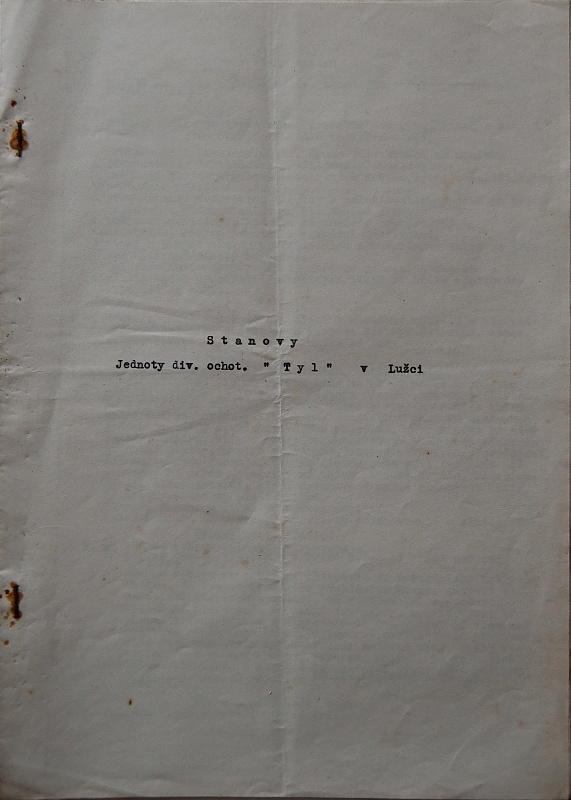 S t a n o v y
Jednoty div. ochot. " T y l " v Lužci